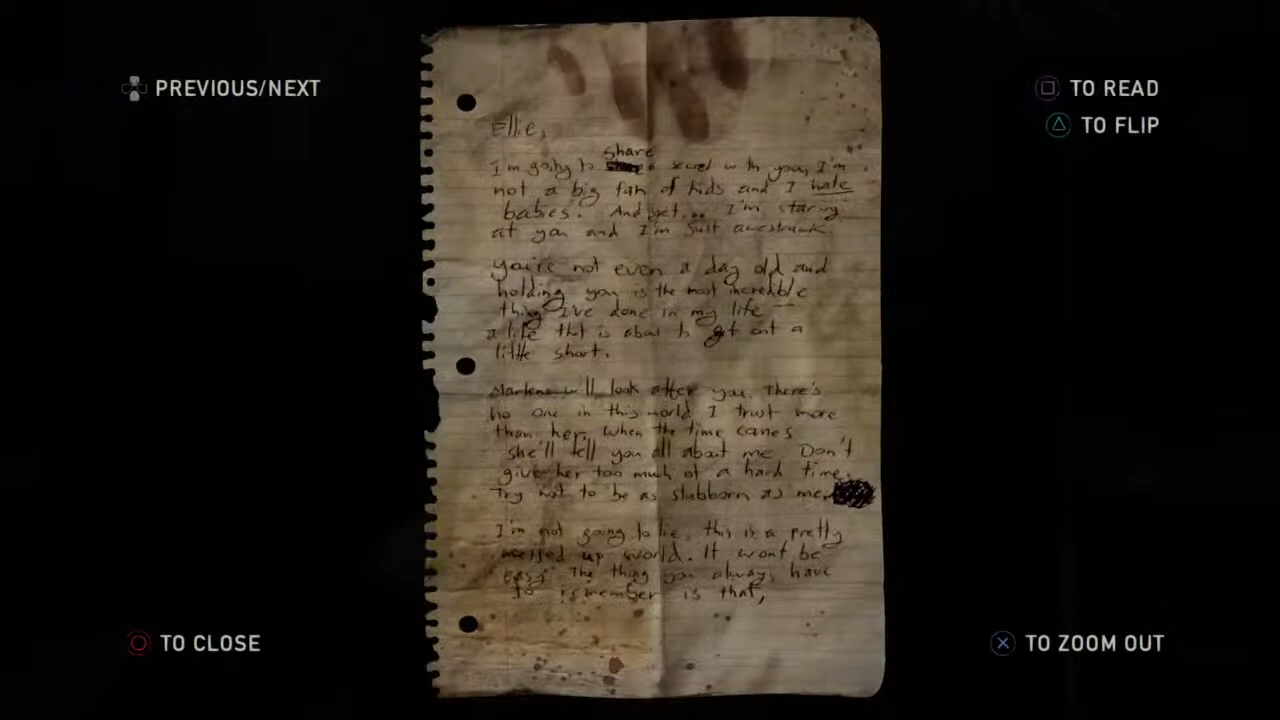 PREVIOUS/NEXT
TO READ
TO FLIP
Ellie,
share
I'm going to a secret with you, I'm
not a big fan of kids and I hate
babies. And yet... I'm staring
at you and I'm just awestruck.
You're not even a day old and
holding you is the most incredible
thing I've done in my life —
a life that is about to get cut a
little short.
Marlene will look after you. There's
no one in this world I trust more
than her. When the time comes
she'll tell you all about me. Don't
give her too much of a hard time.
Try not to be as stubborn as me.
I'm not going to lie, this is a pretty
messed up world. It wont be
easy. The thing you always have
to remember is that,
TO CLOSE
TO ZOOM OUT